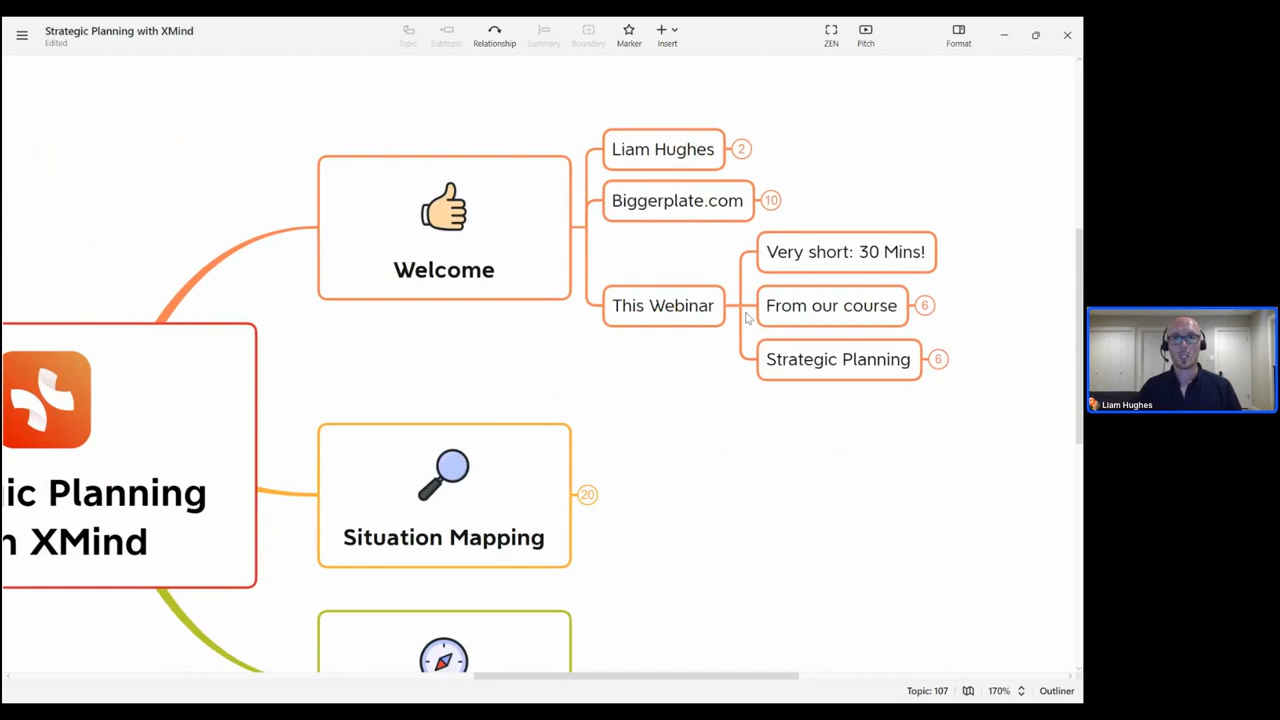 Strategic Planning with XMind
Edited
Topic
Subtopic
Relationship
Summary
Boundary
Marker
Insert
ZEN
Pitch
Format
Liam Hughes
2
Biggerplate.com
10
Welcome
Very short: 30 Mins!
This Webinar
From our course
6
Strategic Planning
6
Situation Mapping
20
ic Planning
XMind
Liam Hughes
Topic: 107
170%
Outliner